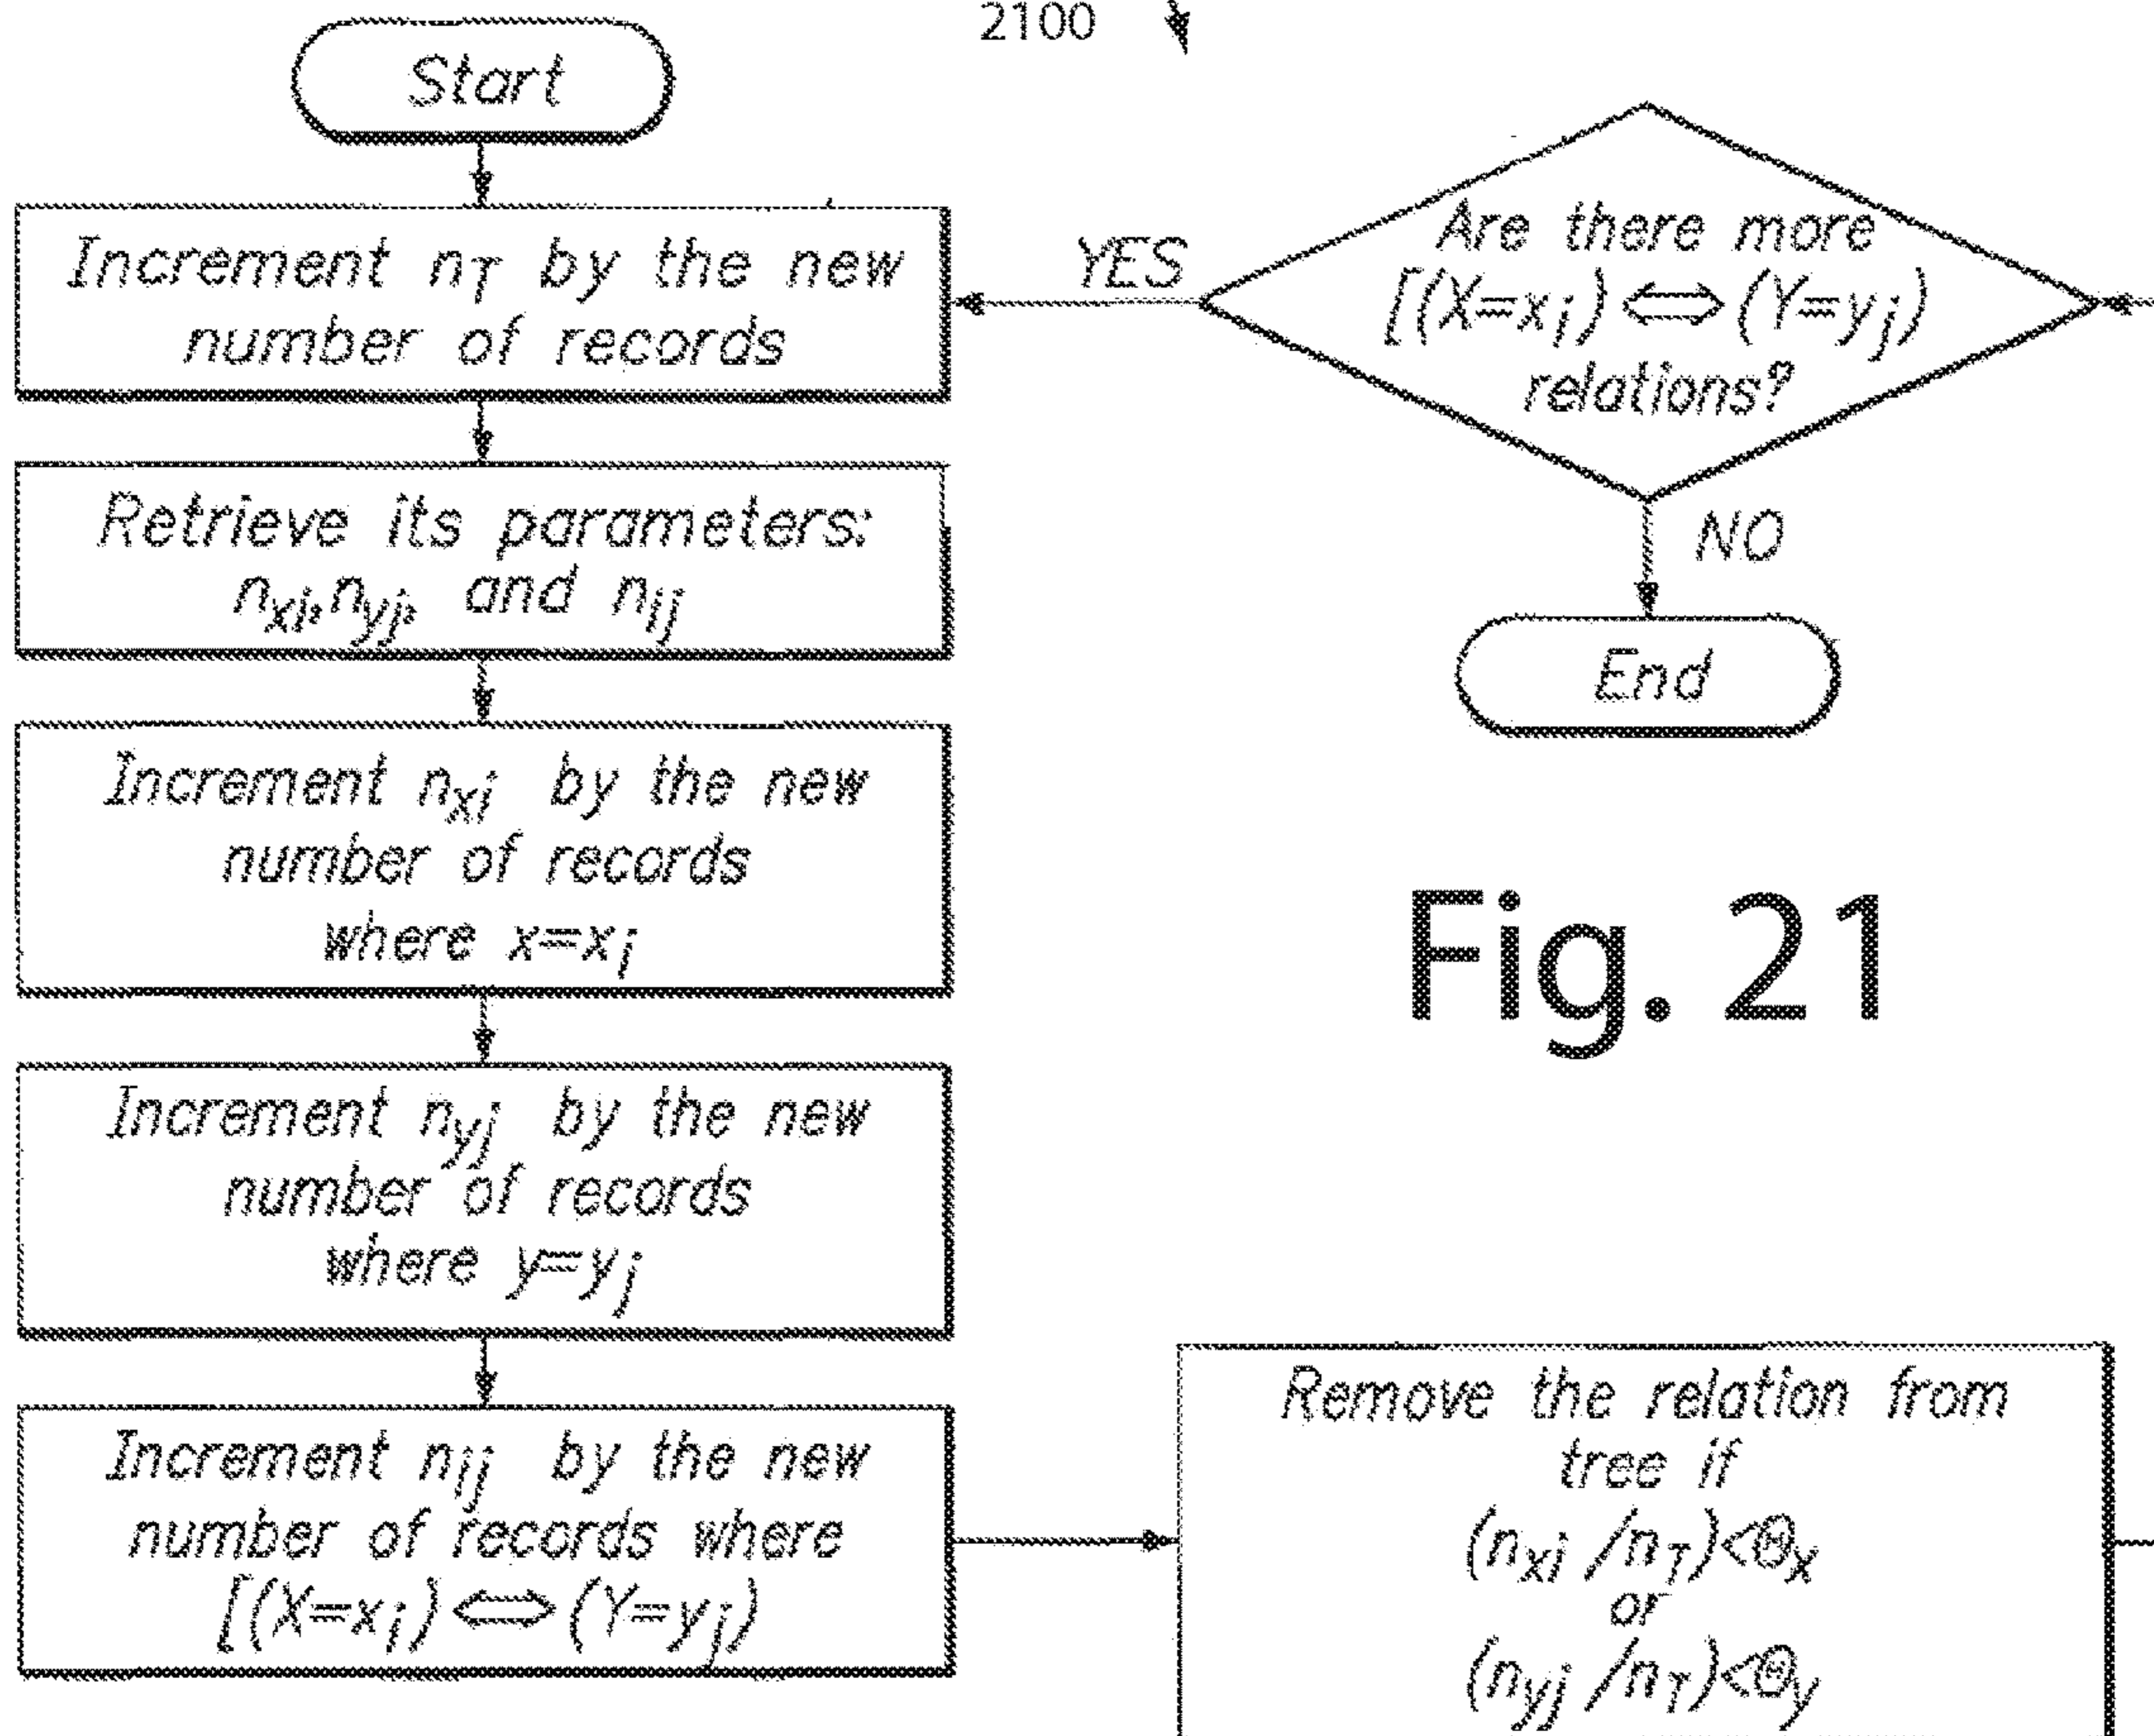 2100
Start
Increment n_T by the new
number of records
Retrieve its parameters:
n_xi, n_yj, and n_ij
Increment n_xi by the new
number of records
where x=x_i
Increment n_yj by the new
number of records
where y=y_j
Increment n_ij by the new
number of records where
[(X=x_i)⇔(Y=y_j)
Remove the relation from
tree if
(n_xi /n_T)<Θ_x
or
(n_yj /n_T)<Θ_y
Are there more
[(X=x_i)⇔(Y=y_j)
relations?
YES
NO
End
Fig. 21